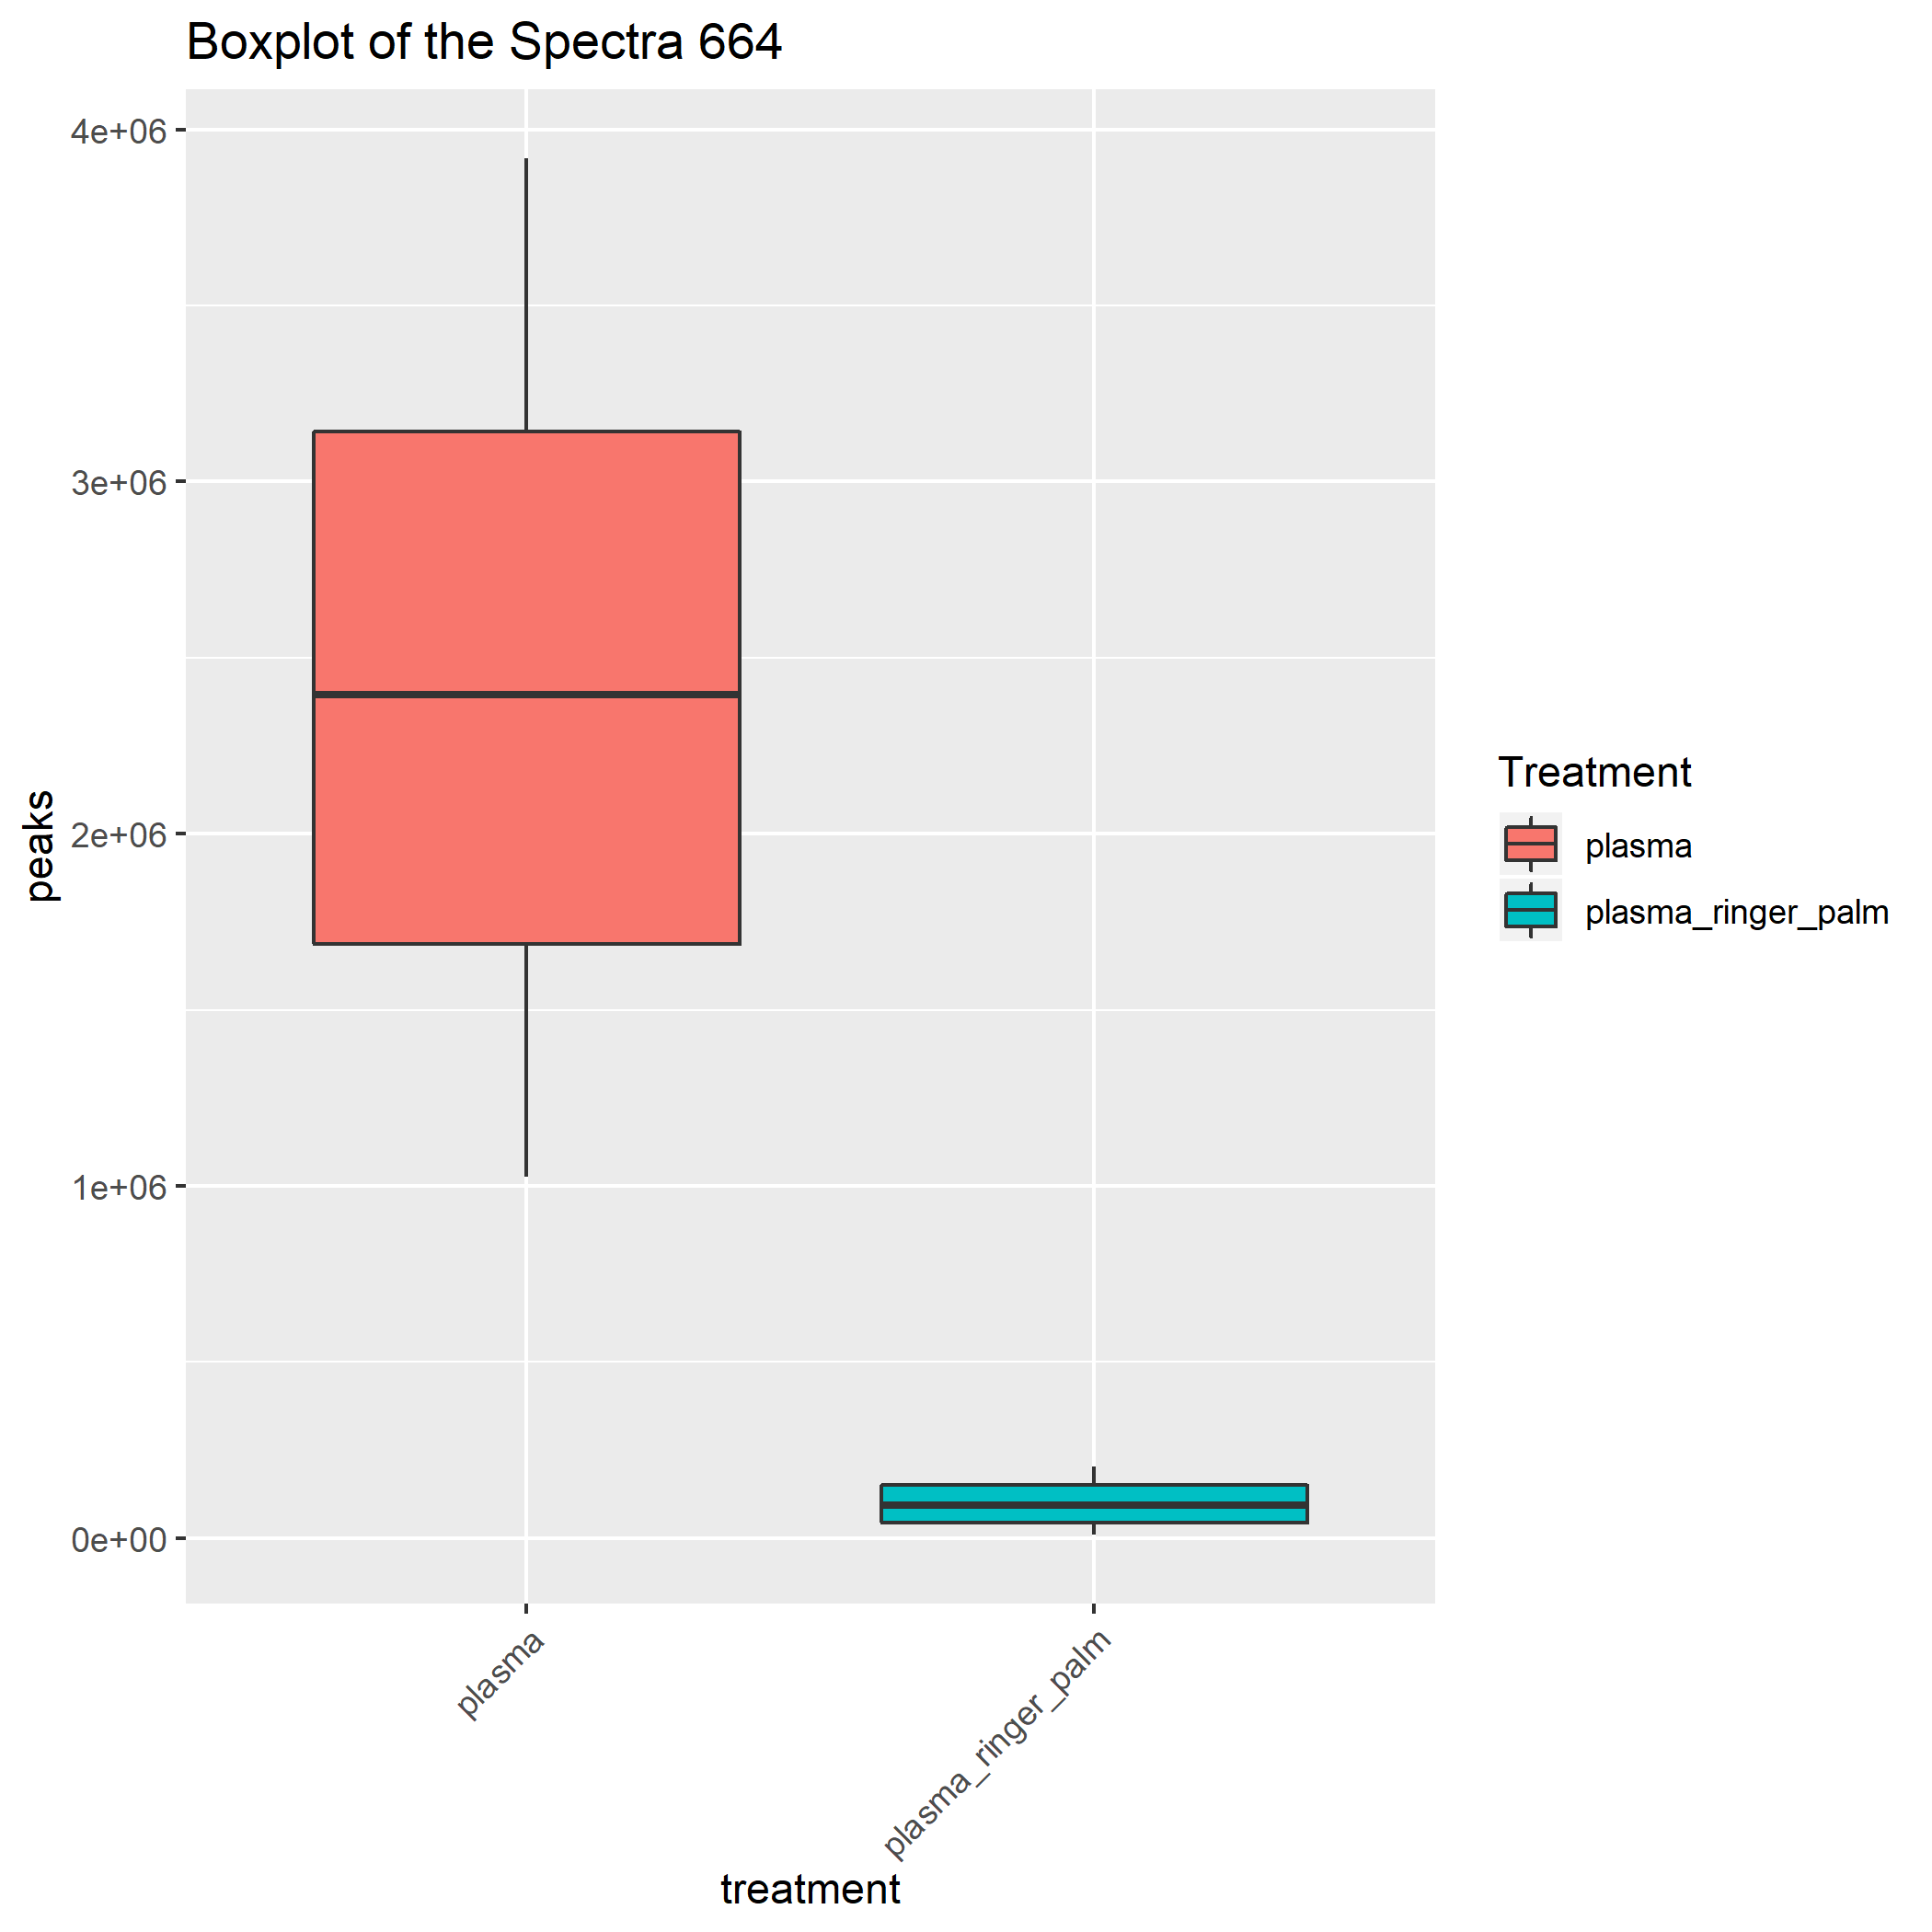 Boxplot of the Spectra 664
4e+06
3e+06
2e+06
1e+06
0e+00
peaks
plasma
plasma_ringer_palm
treatment
Treatment
plasma
plasma_ringer_palm